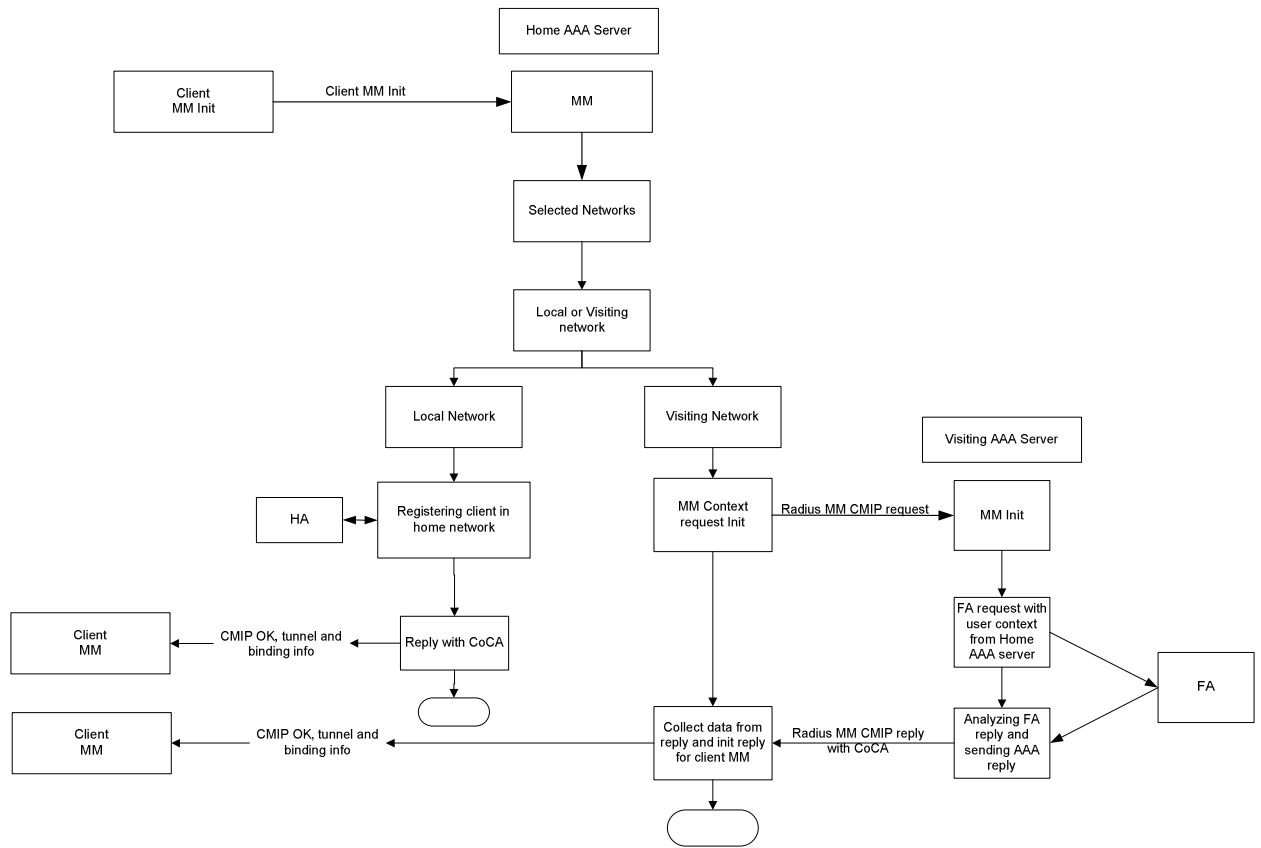 Home AAA Server
Client
MM Init
Client MM Init
MM
Selected Networks
Local or Visiting
network
Local Network
Visiting Network
Visiting AAA Server
HA
Registering client in
home network
MM Context
request Init
Radius MM CMIP request
MM Init
FA request with
user context
from Home
AAA server
FA
Client
MM
CMIP OK, tunnel and
binding info
Reply with CoCA
Client
MM
CMIP OK, tunnel and
binding info
Collect data from
reply and init reply
for client MM
Radius MM CMIP reply
with CoCA
Analyzing FA
reply and
sending AAA
reply